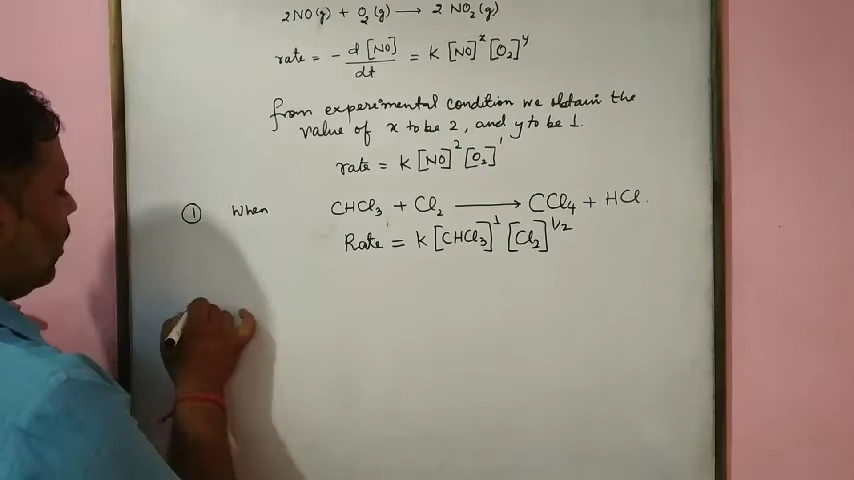 2NO(g) + O₂(g) ⟶ 2 NO₂(g)
rate = - d[NO]/dt = K [NO]ˣ [O₂]ʸ
from experimental condition we obtain the
value of x to be 2, and y to be 1.
rate = K [NO]² [O₂]¹
① When CHCl₃ + Cl₂ ⟶ CCl₄ + HCl.
Rate = K [CHCl₃]¹ [Cl₂]^1/2